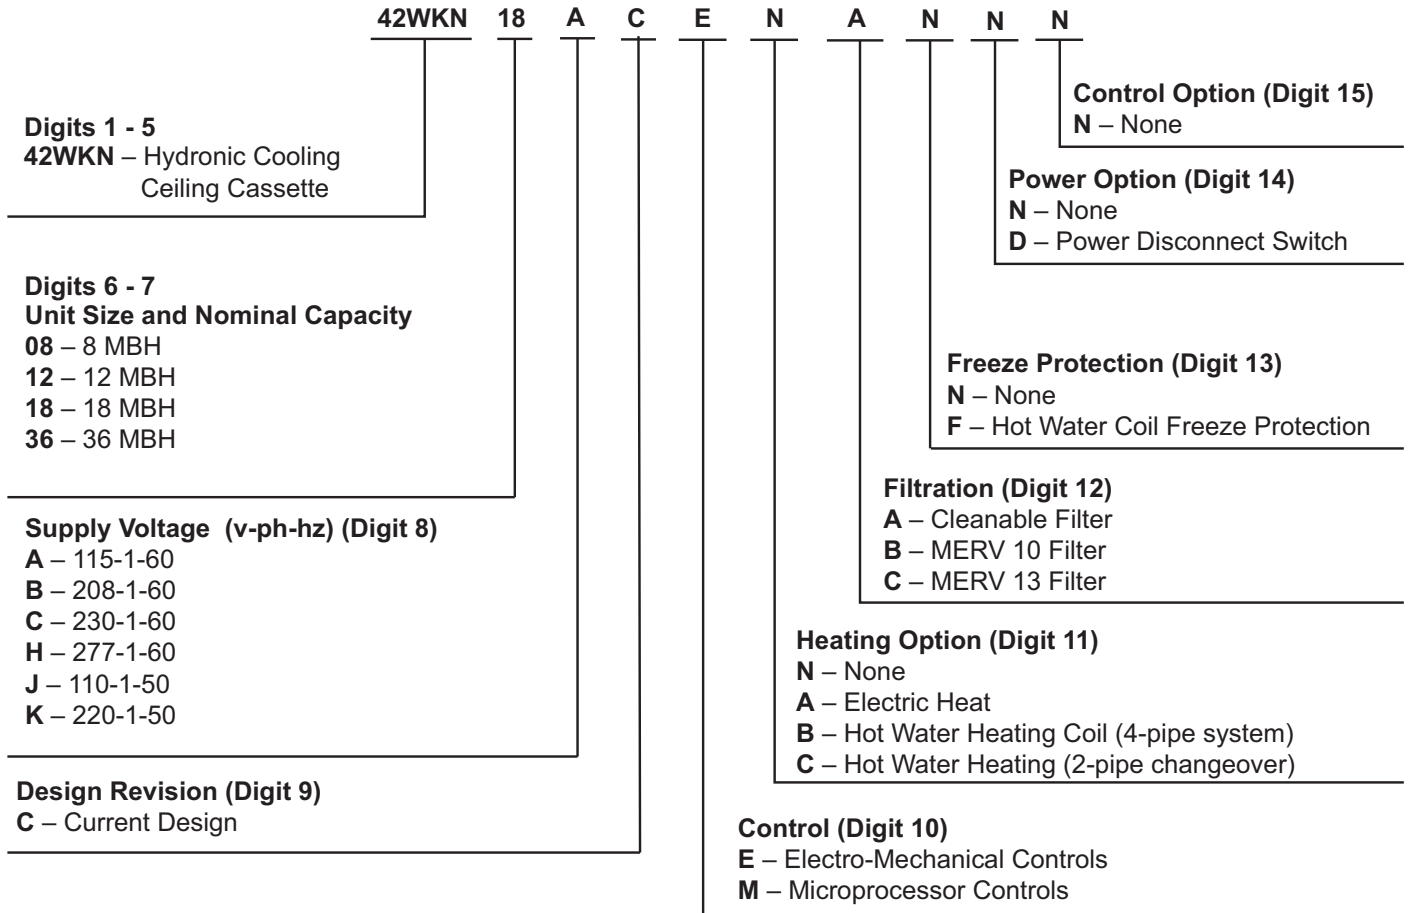 42WKN 18 A C E N A N N N
Digits 1 - 5
42WKN – Hydronic Cooling
Ceiling Cassette
Digits 6 - 7
Unit Size and Nominal Capacity
08 – 8 MBH
12 – 12 MBH
18 – 18 MBH
36 – 36 MBH
Supply Voltage (v-ph-hz) (Digit 8)
A – 115-1-60
B – 208-1-60
C – 230-1-60
H – 277-1-60
J – 110-1-50
K – 220-1-50
Design Revision (Digit 9)
C – Current Design
Control Option (Digit 15)
N – None
Power Option (Digit 14)
N – None
D – Power Disconnect Switch
Freeze Protection (Digit 13)
N – None
F – Hot Water Coil Freeze Protection
Filtration (Digit 12)
A – Cleanable Filter
B – MERV 10 Filter
C – MERV 13 Filter
Heating Option (Digit 11)
N – None
A – Electric Heat
B – Hot Water Heating Coil (4-pipe system)
C – Hot Water Heating (2-pipe changeover)
Control (Digit 10)
E – Electro-Mechanical Controls
M – Microprocessor Controls